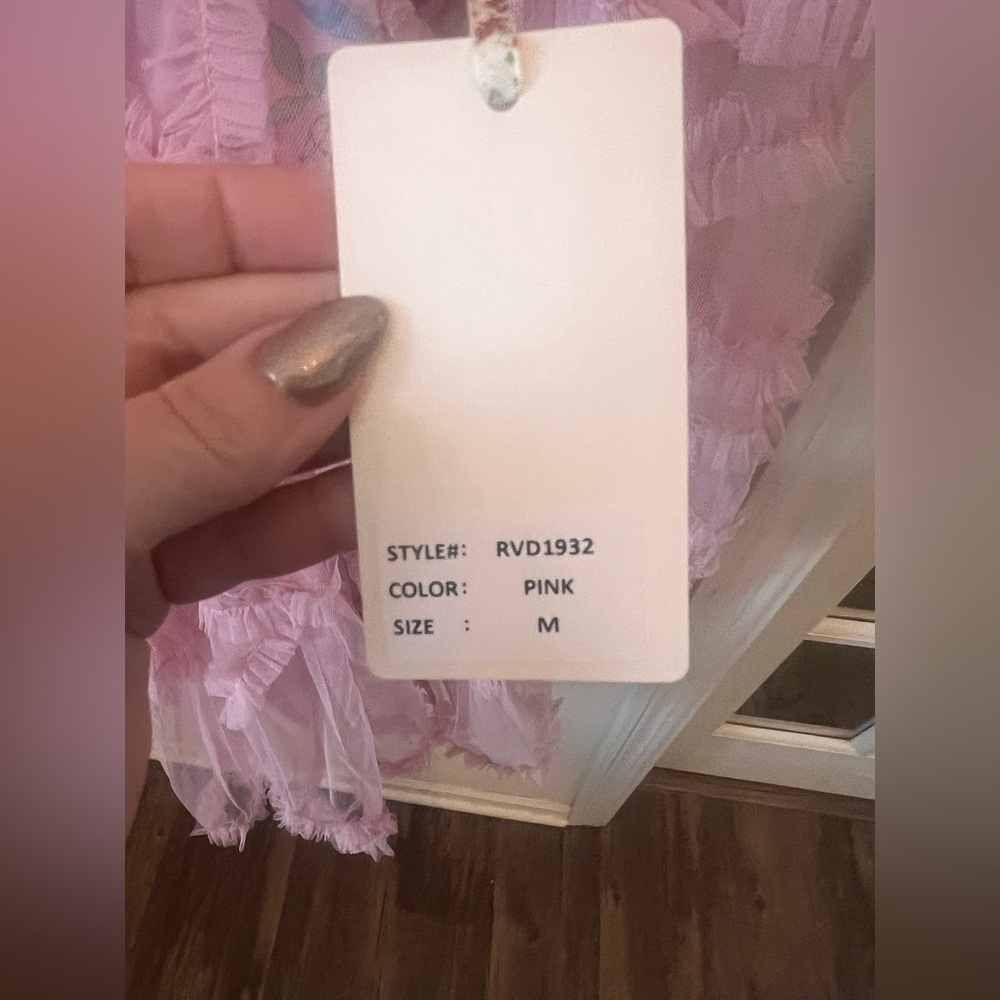 STYLE#: RVD1932
COLOR: PINK
SIZE : M